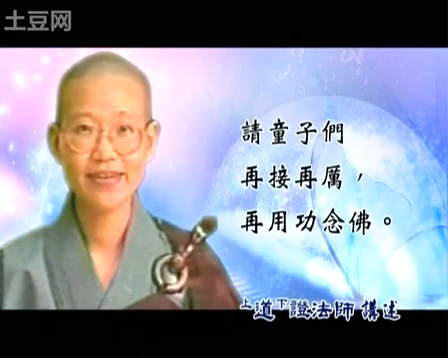 土豆网
請童子們
再接再厲，
再用功念佛。
上道下證法師 講述